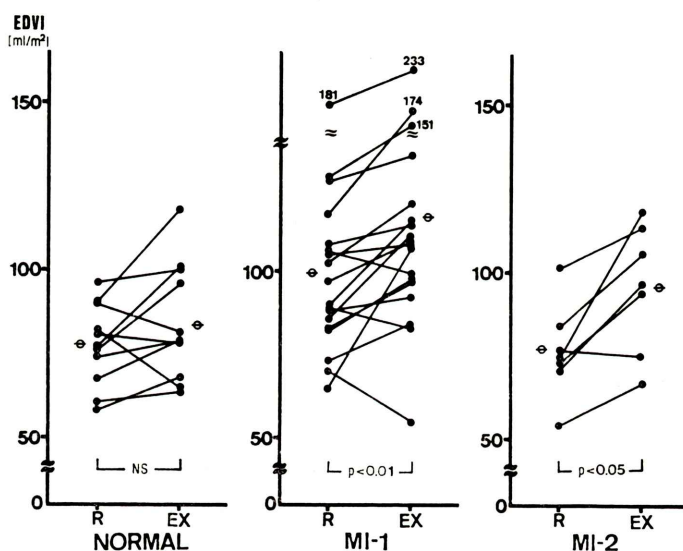 EDVI
[ml/m²]
150
100
50
0
R EX
NS
NORMAL
181
233
174
151
100
50
0
R EX
p<0.01
MI-1
150
100
50
0
R EX
p<0.05
MI-2